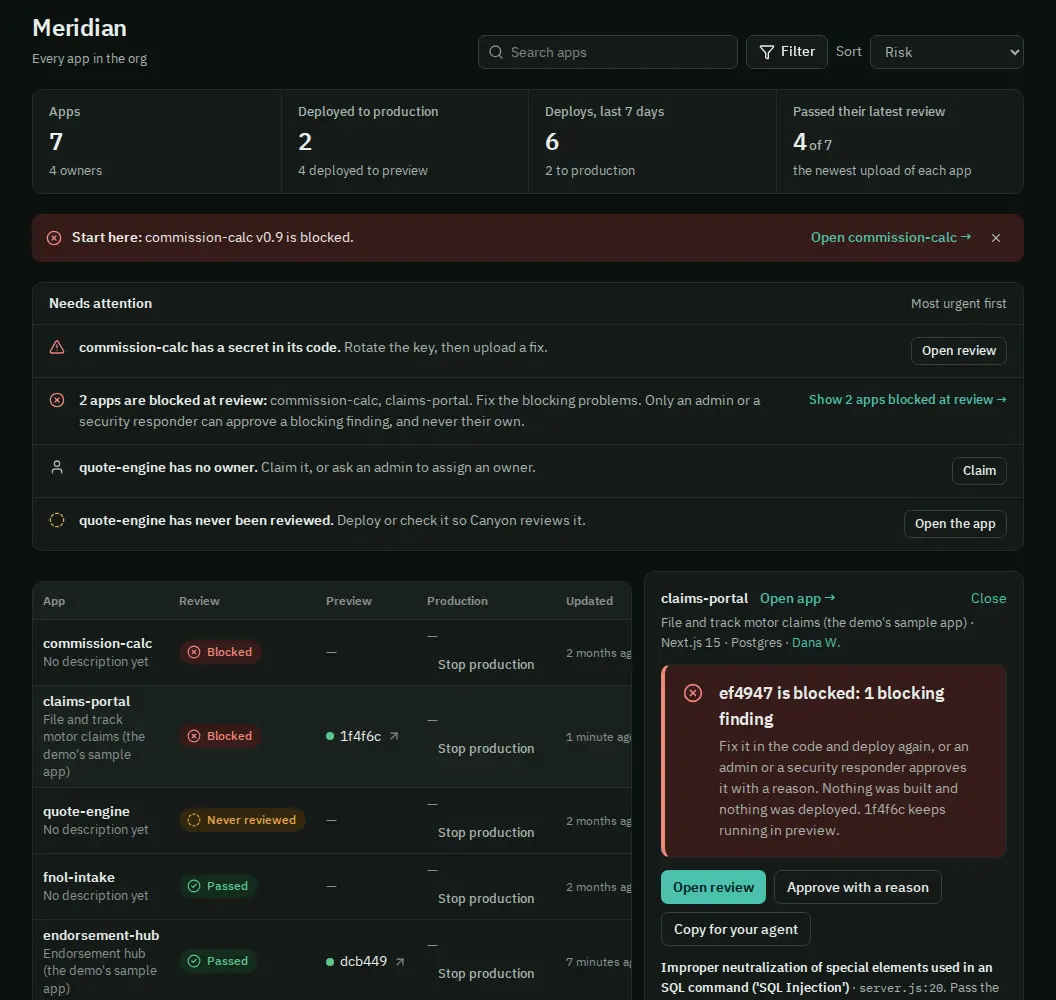 Meridian
Every app in the org
Search apps
Filter
Sort
Risk
Apps
7
4 owners
Deployed to production
2
4 deployed to preview
Deploys, last 7 days
6
2 to production
Passed their latest review
4 of 7
the newest upload of each app
Start here: commission-calc v0.9 is blocked.
Open commission-calc →
Needs attention
Most urgent first
commission-calc has a secret in its code. Rotate the key, then upload a fix.
Open review
2 apps are blocked at review: commission-calc, claims-portal. Fix the blocking problems. Only an admin or a
security responder can approve a blocking finding, and never their own.
Show 2 apps blocked at review →
quote-engine has no owner. Claim it, or ask an admin to assign an owner.
Claim
quote-engine has never been reviewed. Deploy or check it so Canyon reviews it.
Open the app
App
Review
Preview
Production
Updated
commission-calc
No description yet
Blocked
—
—
Stop production
2 months ag
claims-portal
File and track
motor claims (the
demo's sample
app)
Blocked
1f4f6c ↗
—
Stop production
1 minute ag
quote-engine
No description yet
Never reviewed
—
—
Stop production
2 months ag
fnol-intake
No description yet
Passed
—
—
Stop production
2 months ag
endorsement-hub
Endorsement hub
(the demo's sample
app)
Passed
dcb449 ↗
—
Stop production
7 minutes a
claims-portal
Open app →
Close
File and track motor claims (the demo's sample app) ·
Next.js 15 · Postgres · Dana W.
ef4947 is blocked: 1 blocking
finding
Fix it in the code and deploy again, or an
admin or a security responder approves
it with a reason. Nothing was built and
nothing was deployed. 1f4f6c keeps
running in preview.
Open review
Approve with a reason
Copy for your agent
Improper neutralization of special elements used in an
SQL command ('SQL Injection') · server.js:20. Pass the